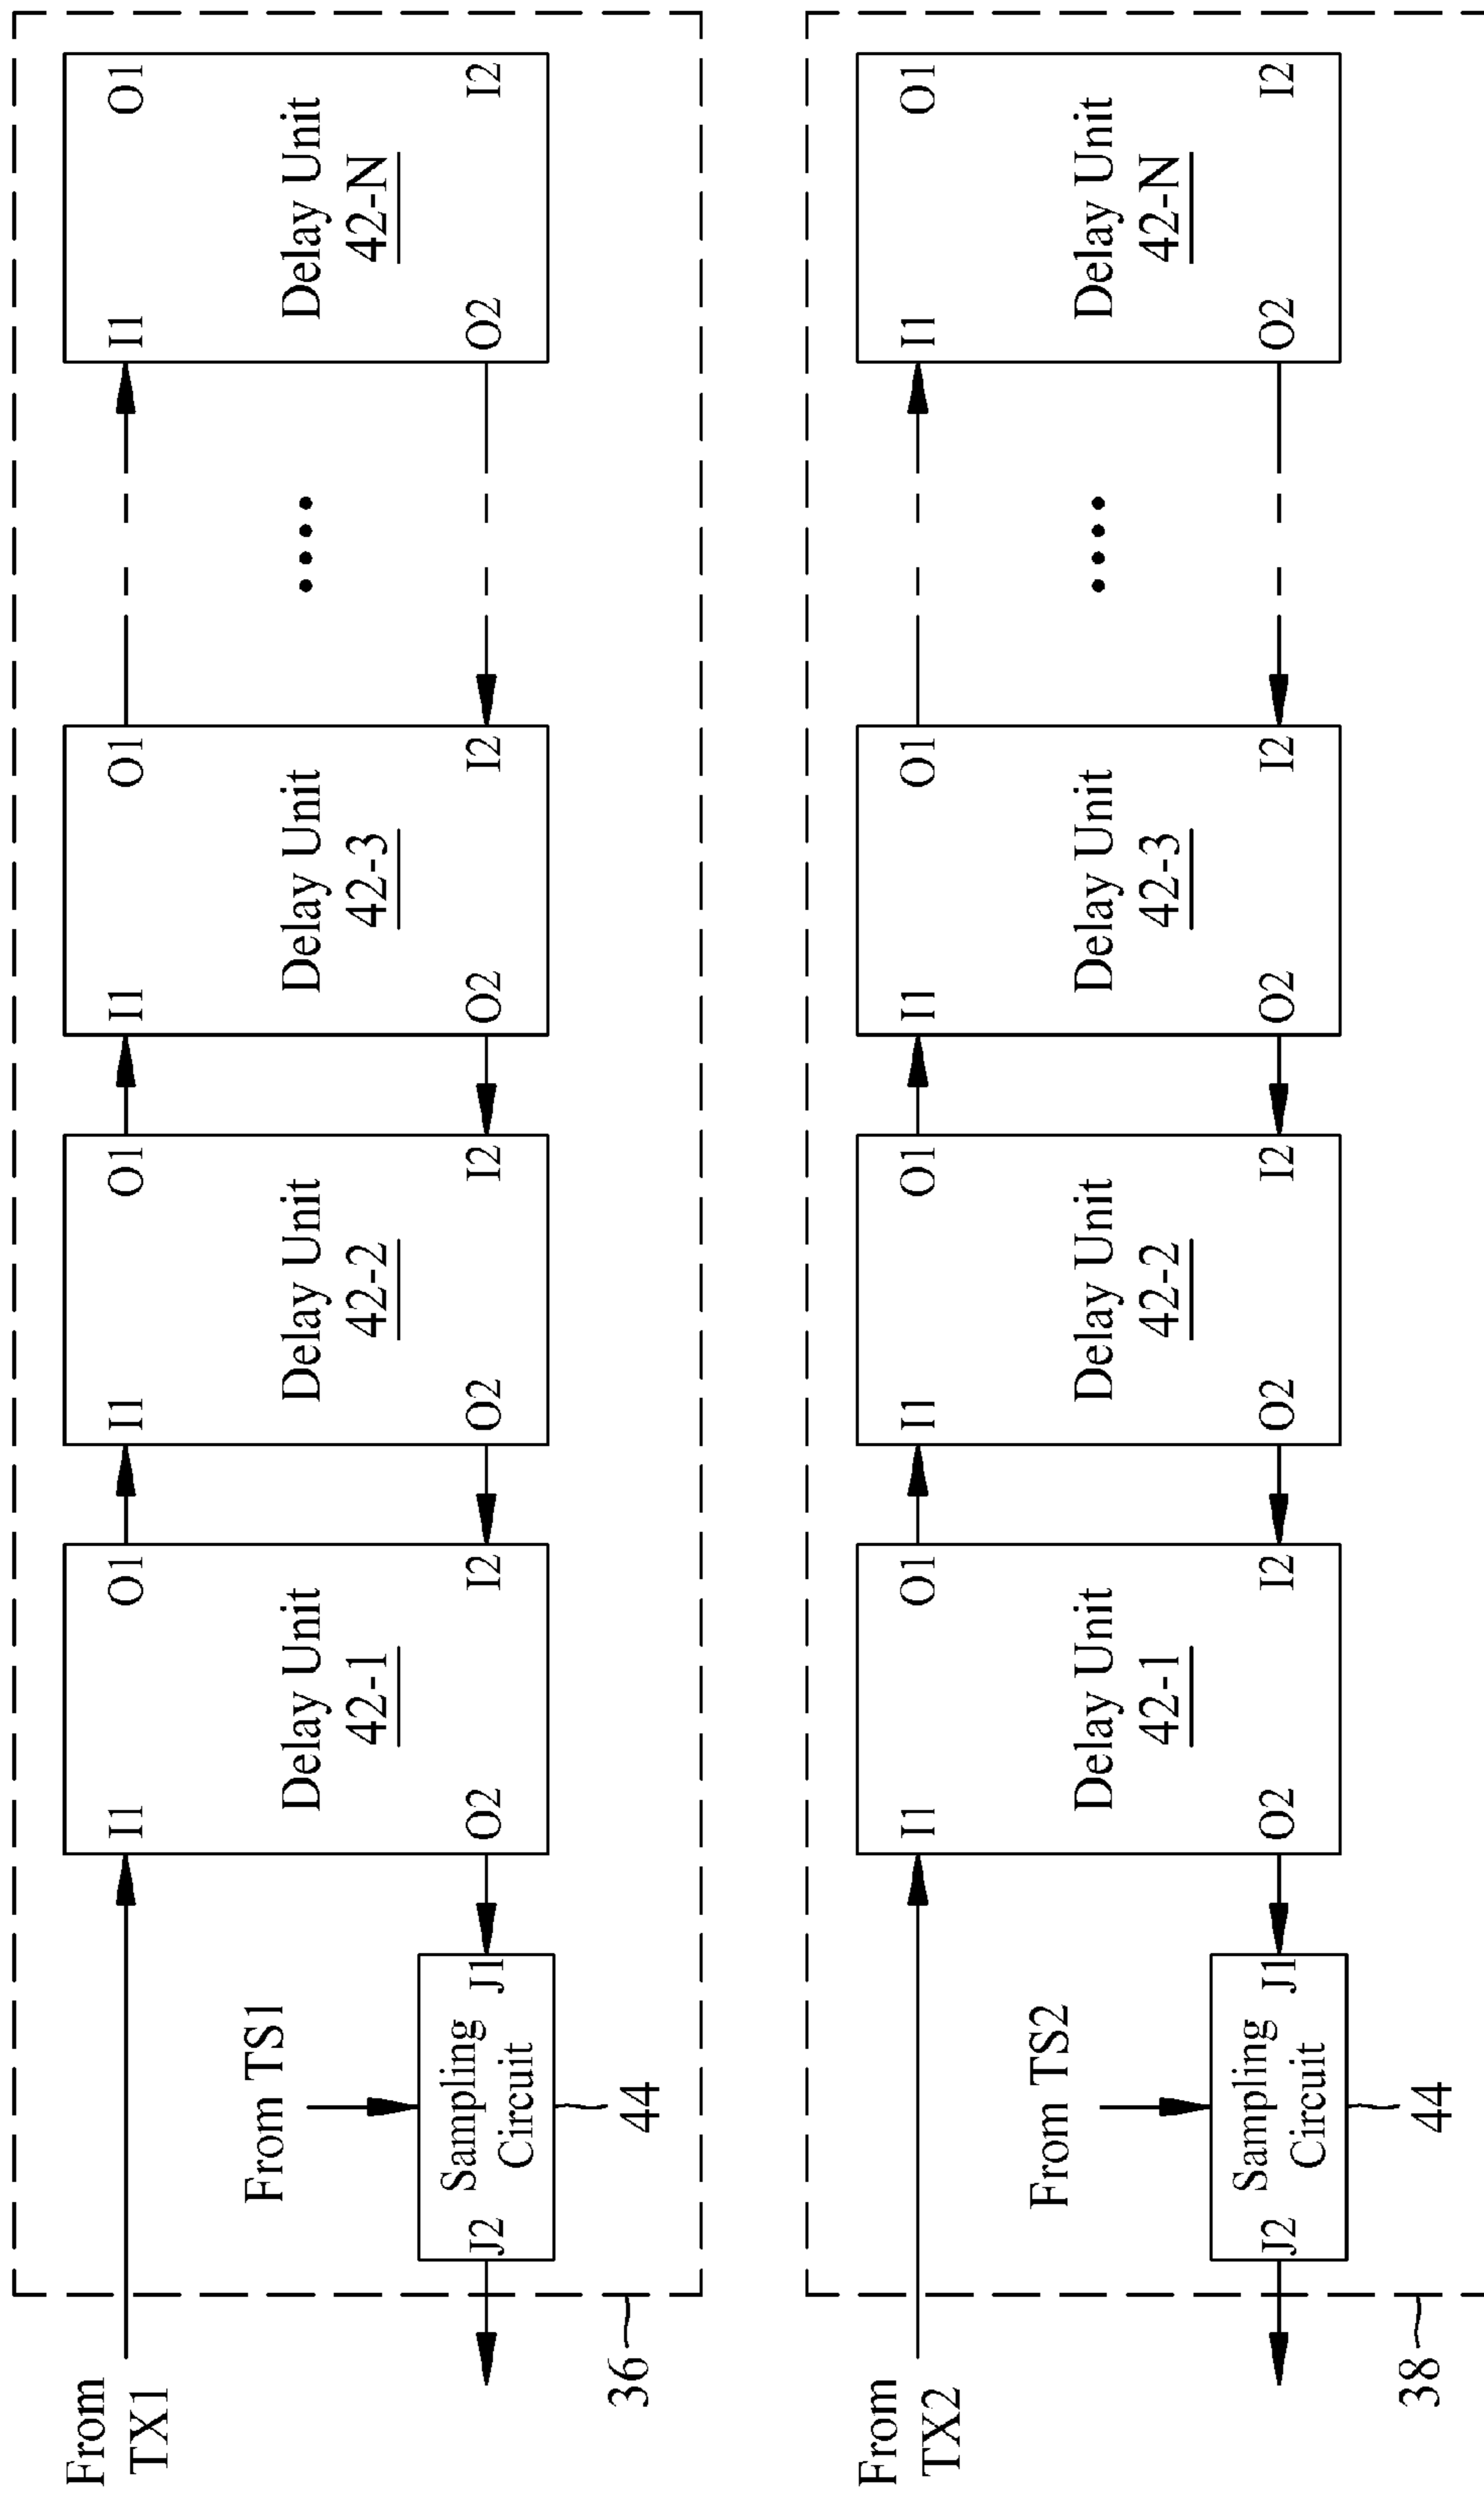 From
TX1
I1
O1
Delay Unit
42-1
O2
I2
I1
O1
Delay Unit
42-2
O2
I2
I1
O1
Delay Unit
42-3
O2
I2
I1
O1
Delay Unit
42-N
O2
I2
From TS1
J2
Sampling
Circuit
J1
44
36
From
TX2
I1
O1
Delay Unit
42-1
O2
I2
I1
O1
Delay Unit
42-2
O2
I2
I1
O1
Delay Unit
42-3
O2
I2
I1
O1
Delay Unit
42-N
O2
I2
From TS2
J2
Sampling
Circuit
J1
44
38